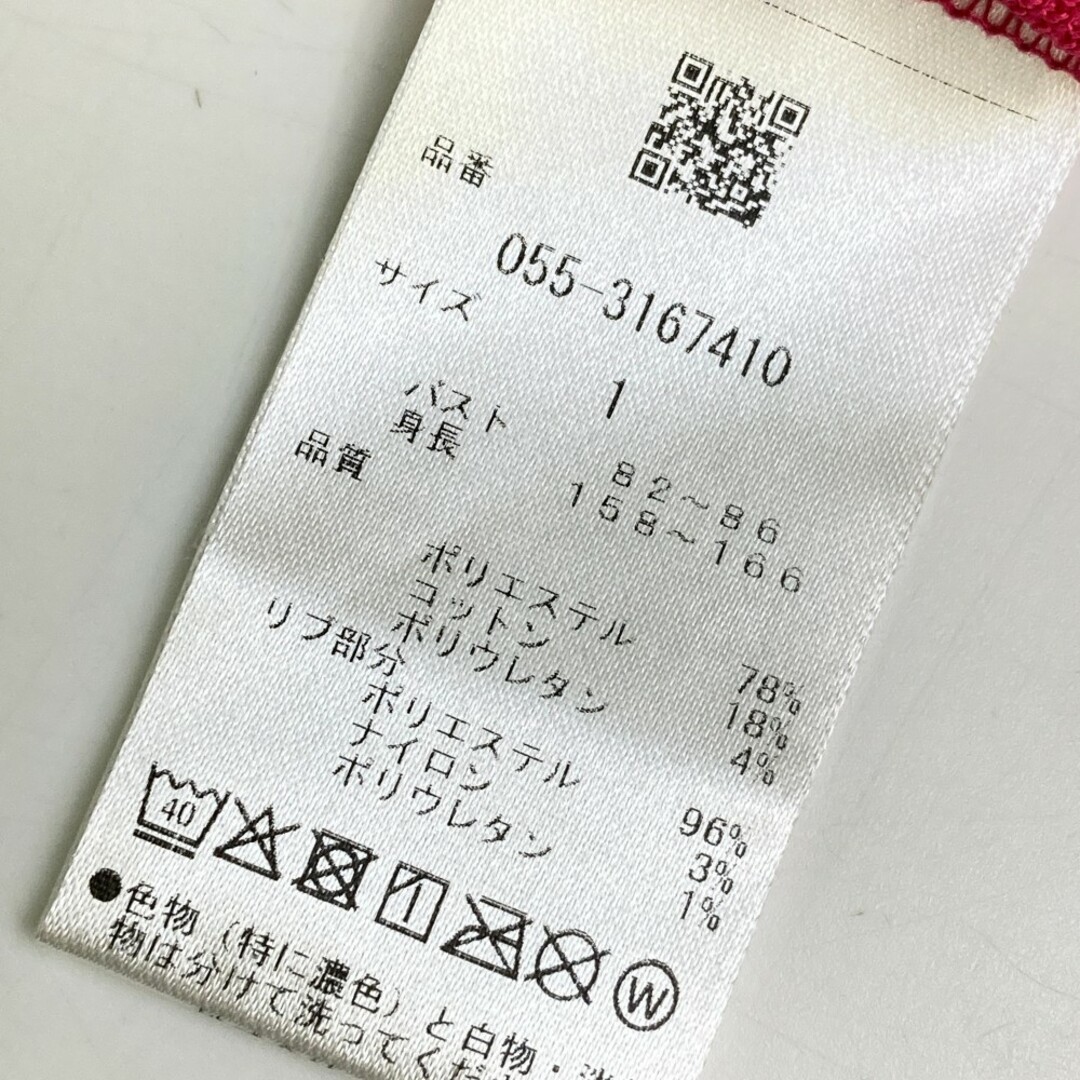 品番
055-3167410
サイズ
1
バスト 82～86
身長 158～166
品質
ポリエステル 78%
コットン 18%
ポリウレタン 4%
リブ部分
ポリエステル 96%
ナイロン 3%
ポリウレタン 1%
40
W
●色物(特に濃色)と白物・淡
物は分けて洗ってくだ